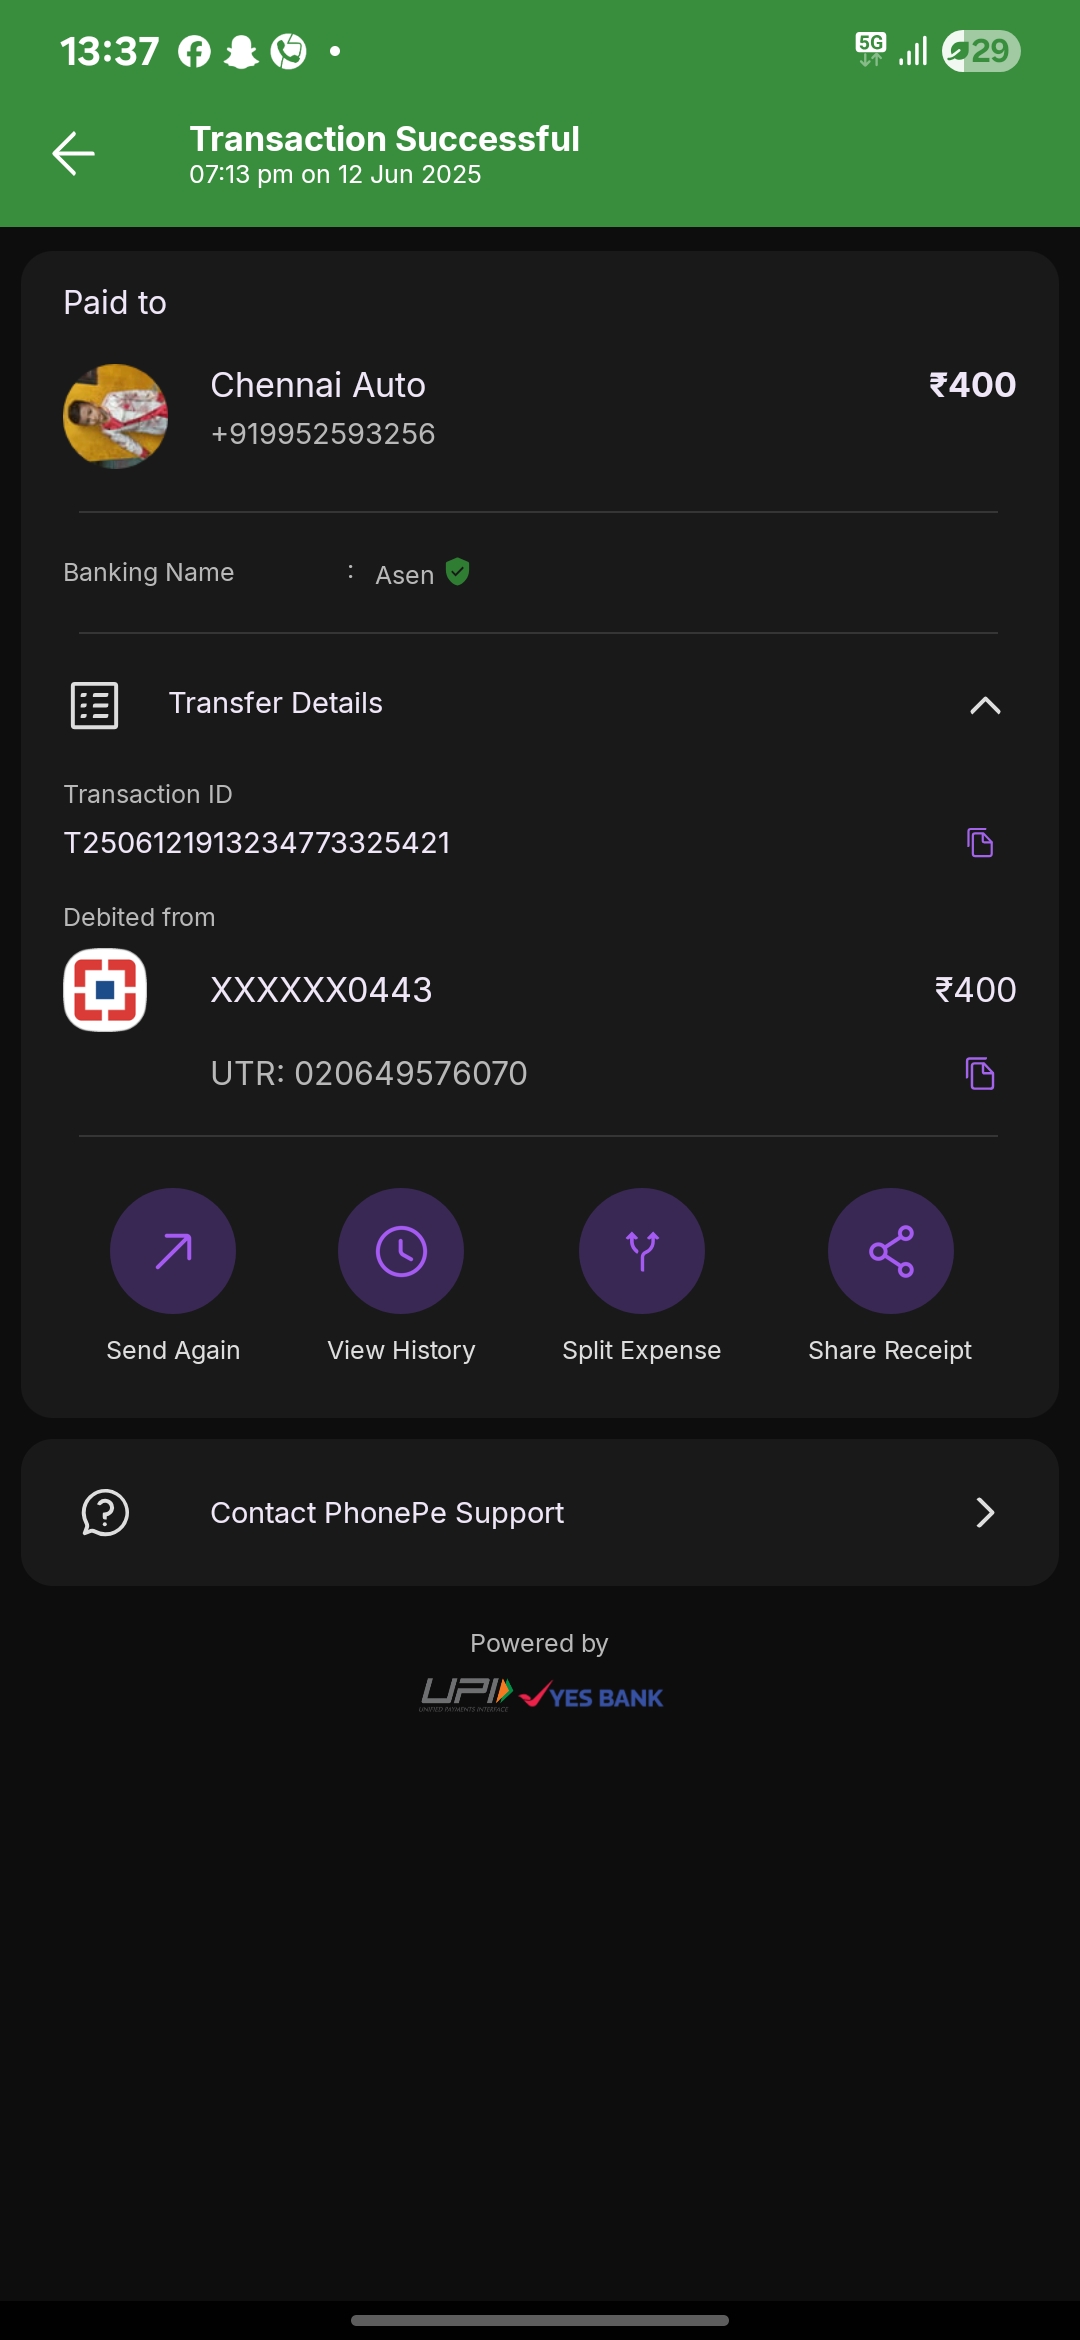 13:37
5G
29
Transaction Successful
07:13 pm on 12 Jun 2025
Paid to
Chennai Auto
₹400
+919952593256
Banking Name : Asen
Transfer Details
Transaction ID
T2506121913234773325421
Debited from
XXXXXX0443
₹400
UTR: 020649576070
Send Again
View History
Split Expense
Share Receipt
Contact PhonePe Support
Powered by
UPI YES BANK
UNIFIED PAYMENTS INTERFACE